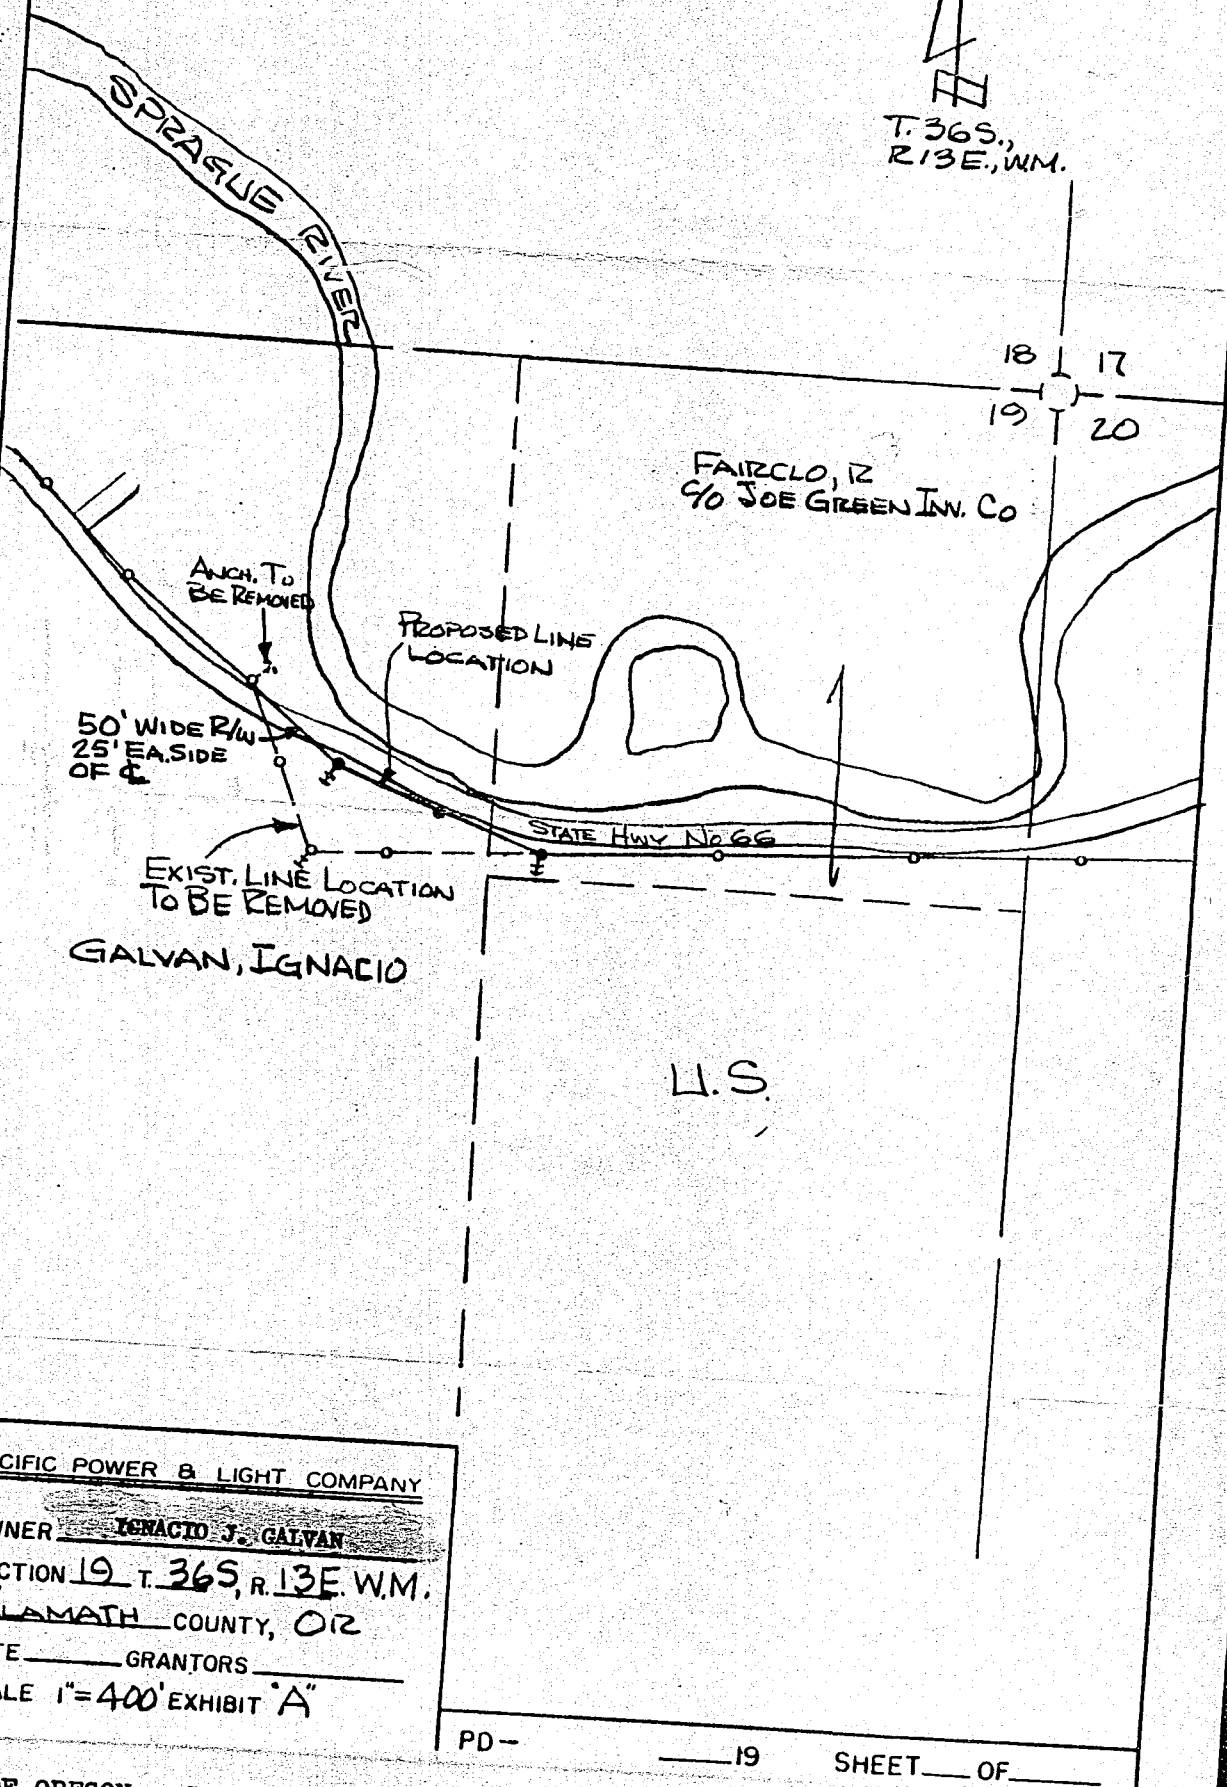 T. 36S.,
R13E., W.M.
SPRAGUE RIVER
18 17
19 20
FAIRCLO, R
C/O JOE GREEN INV. CO
ANCH. TO
BE REMOVED
PROPOSED LINE
LOCATION
50' WIDE R/W
25' EA. SIDE
OF ℄
STATE HWY NO 66
EXIST. LINE LOCATION
TO BE REMOVED
GALVAN, IGNACIO
U.S.
CIFIC POWER & LIGHT COMPANY
NER IGNACIO J. GALVAN
CTION 19 T. 36S, R. 13E. W.M.
LAMATH COUNTY, OR
TE GRANTORS
ALE 1"=400' EXHIBIT "A"
PD- 19 SHEET OF
OREGON